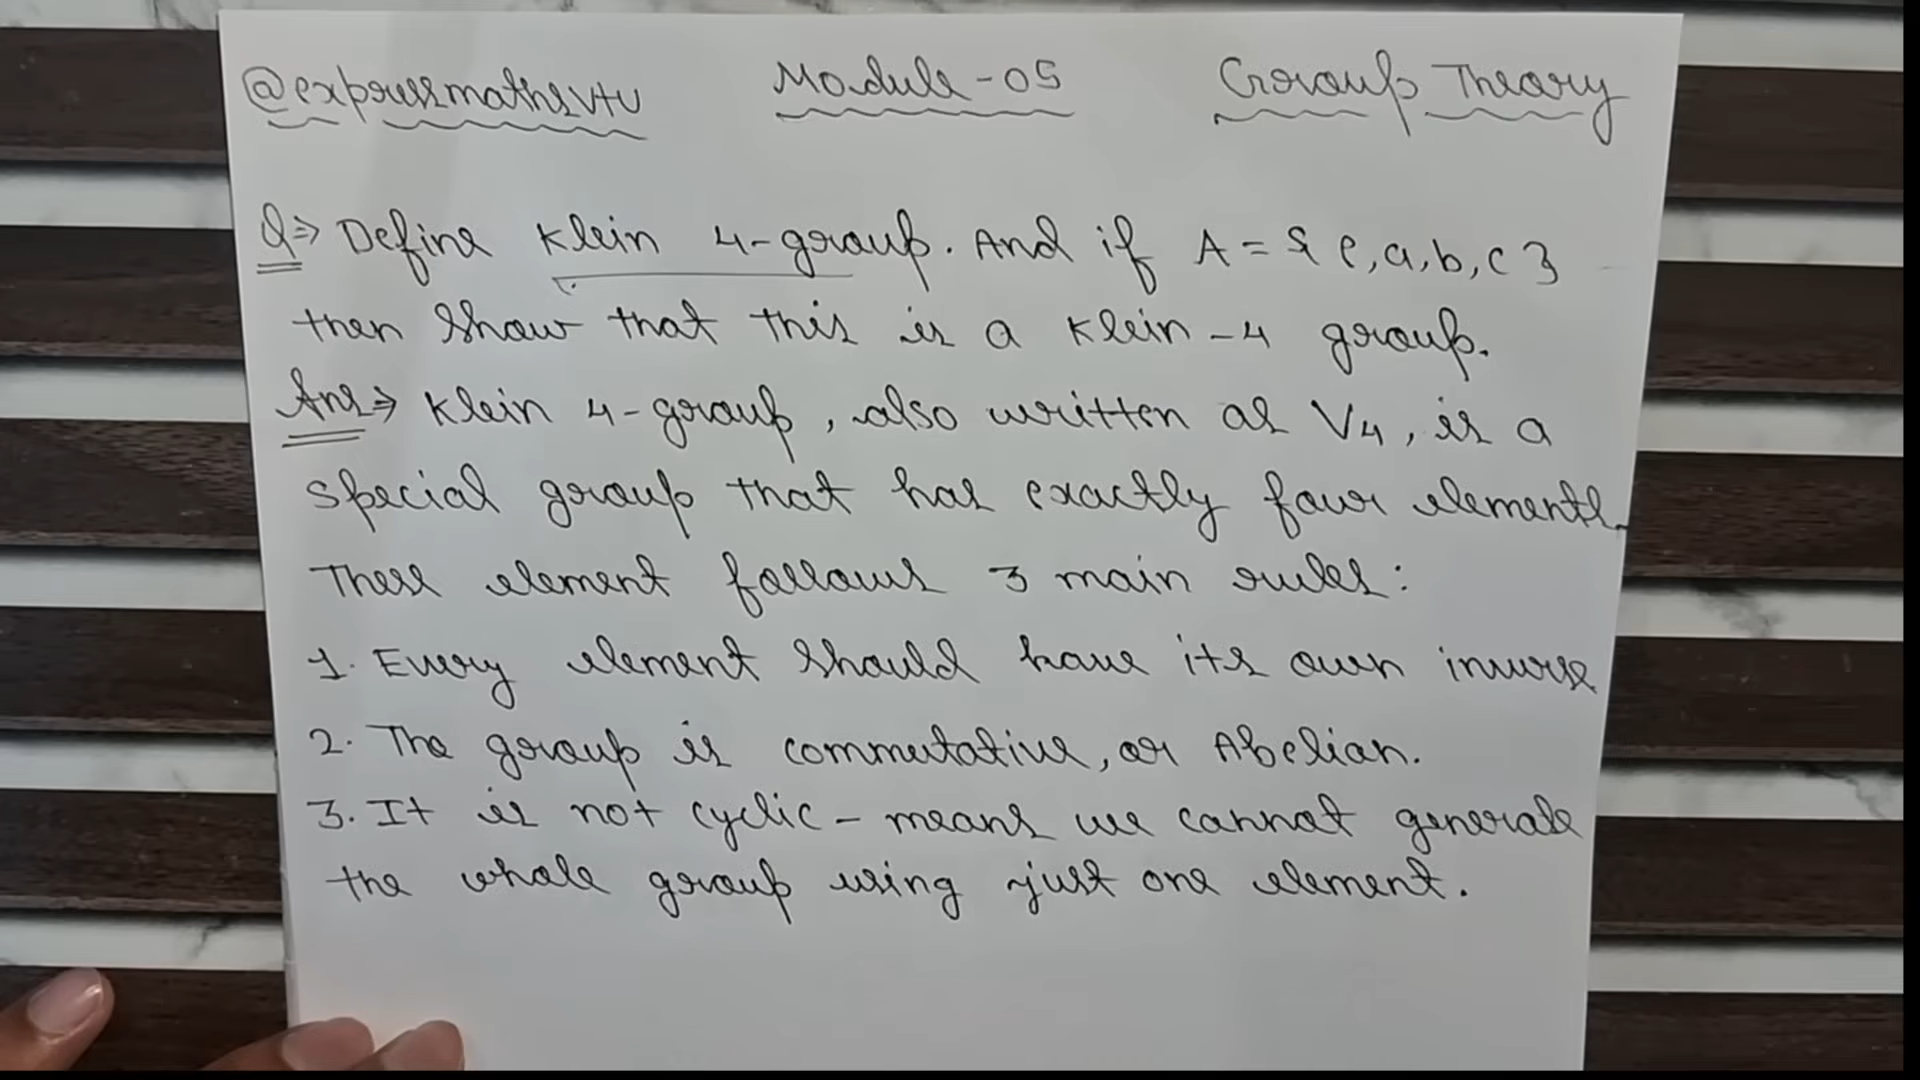 @expressmathsvtu Module-05 Group Theory
Q⇒ Define Klein 4-group. And if A = { e, a, b, c }
then show that this is a Klein-4 group.
Ans⇒ Klein 4-group, also written as V4, is a
special group that has exactly four elements.
These element follows 3 main rules:
1. Every element should have its own inverse
2. The group is commutative, or Abelian.
3. It is not cyclic - means we cannot generate
the whole group using just one element.